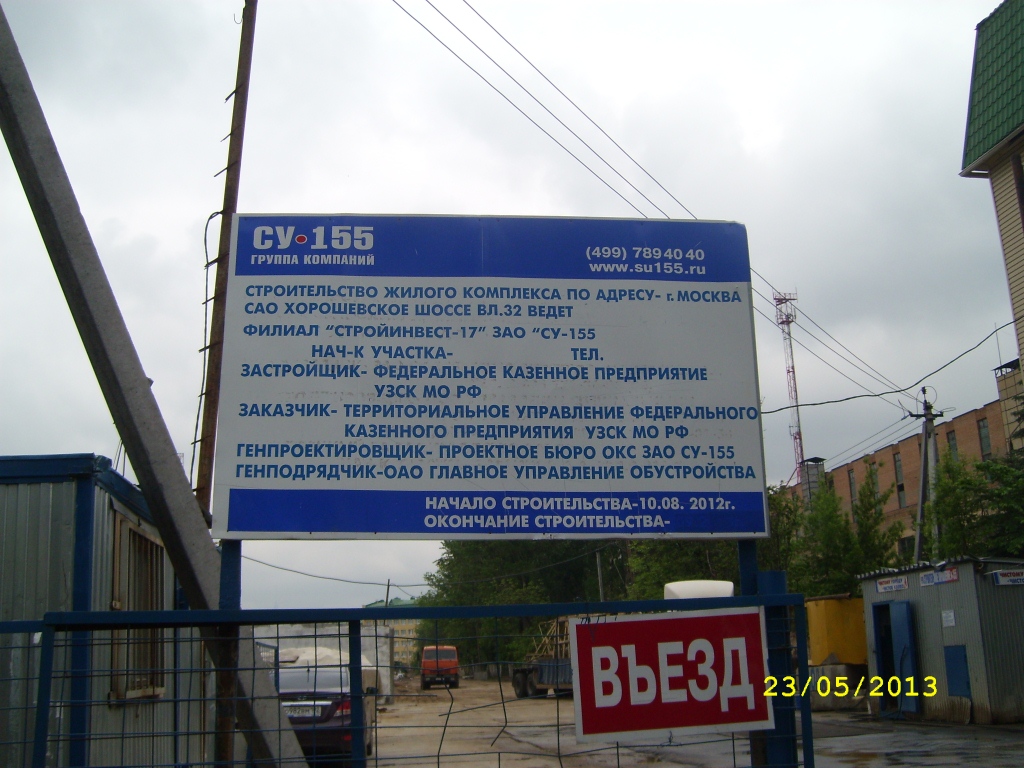 СУ•155
ГРУППА КОМПАНИЙ
(499) 789 40 40
www.su155.ru
СТРОИТЕЛЬСТВО ЖИЛОГО КОМПЛЕКСА ПО АДРЕСУ- г. МОСКВА
САО ХОРОШЕВСКОЕ ШОССЕ ВЛ.32 ВЕДЕТ
ФИЛИАЛ "СТРОЙИНВЕСТ-17" ЗАО "СУ-155
НАЧ-К УЧАСТКА- ТЕЛ.
ЗАСТРОЙЩИК- ФЕДЕРАЛЬНОЕ КАЗЕННОЕ ПРЕДПРИЯТИЕ
УЗСК МО РФ
ЗАКАЗЧИК- ТЕРРИТОРИАЛЬНОЕ УПРАВЛЕНИЕ ФЕДЕРАЛЬНОГО
КАЗЕННОГО ПРЕДПРИЯТИЯ УЗСК МО РФ
ГЕНПРОЕКТИРОВЩИК- ПРОЕКТНОЕ БЮРО ОКС ЗАО СУ-155
ГЕНПОДРЯДЧИК-ОАО ГЛАВНОЕ УПРАВЛЕНИЕ ОБУСТРОЙСТВА
НАЧАЛО СТРОИТЕЛЬСТВА-10.08. 2012г.
ОКОНЧАНИЕ СТРОИТЕЛЬСТВА-
ВЪЕЗД
23/05/2013